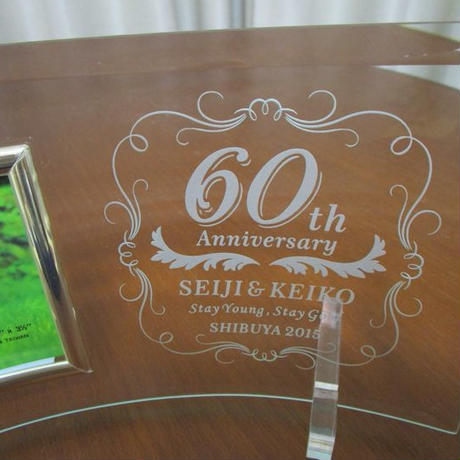 60th
Anniversary
SEIJI & KEIKO
Stay Young, Stay
SHIBUYA 2015